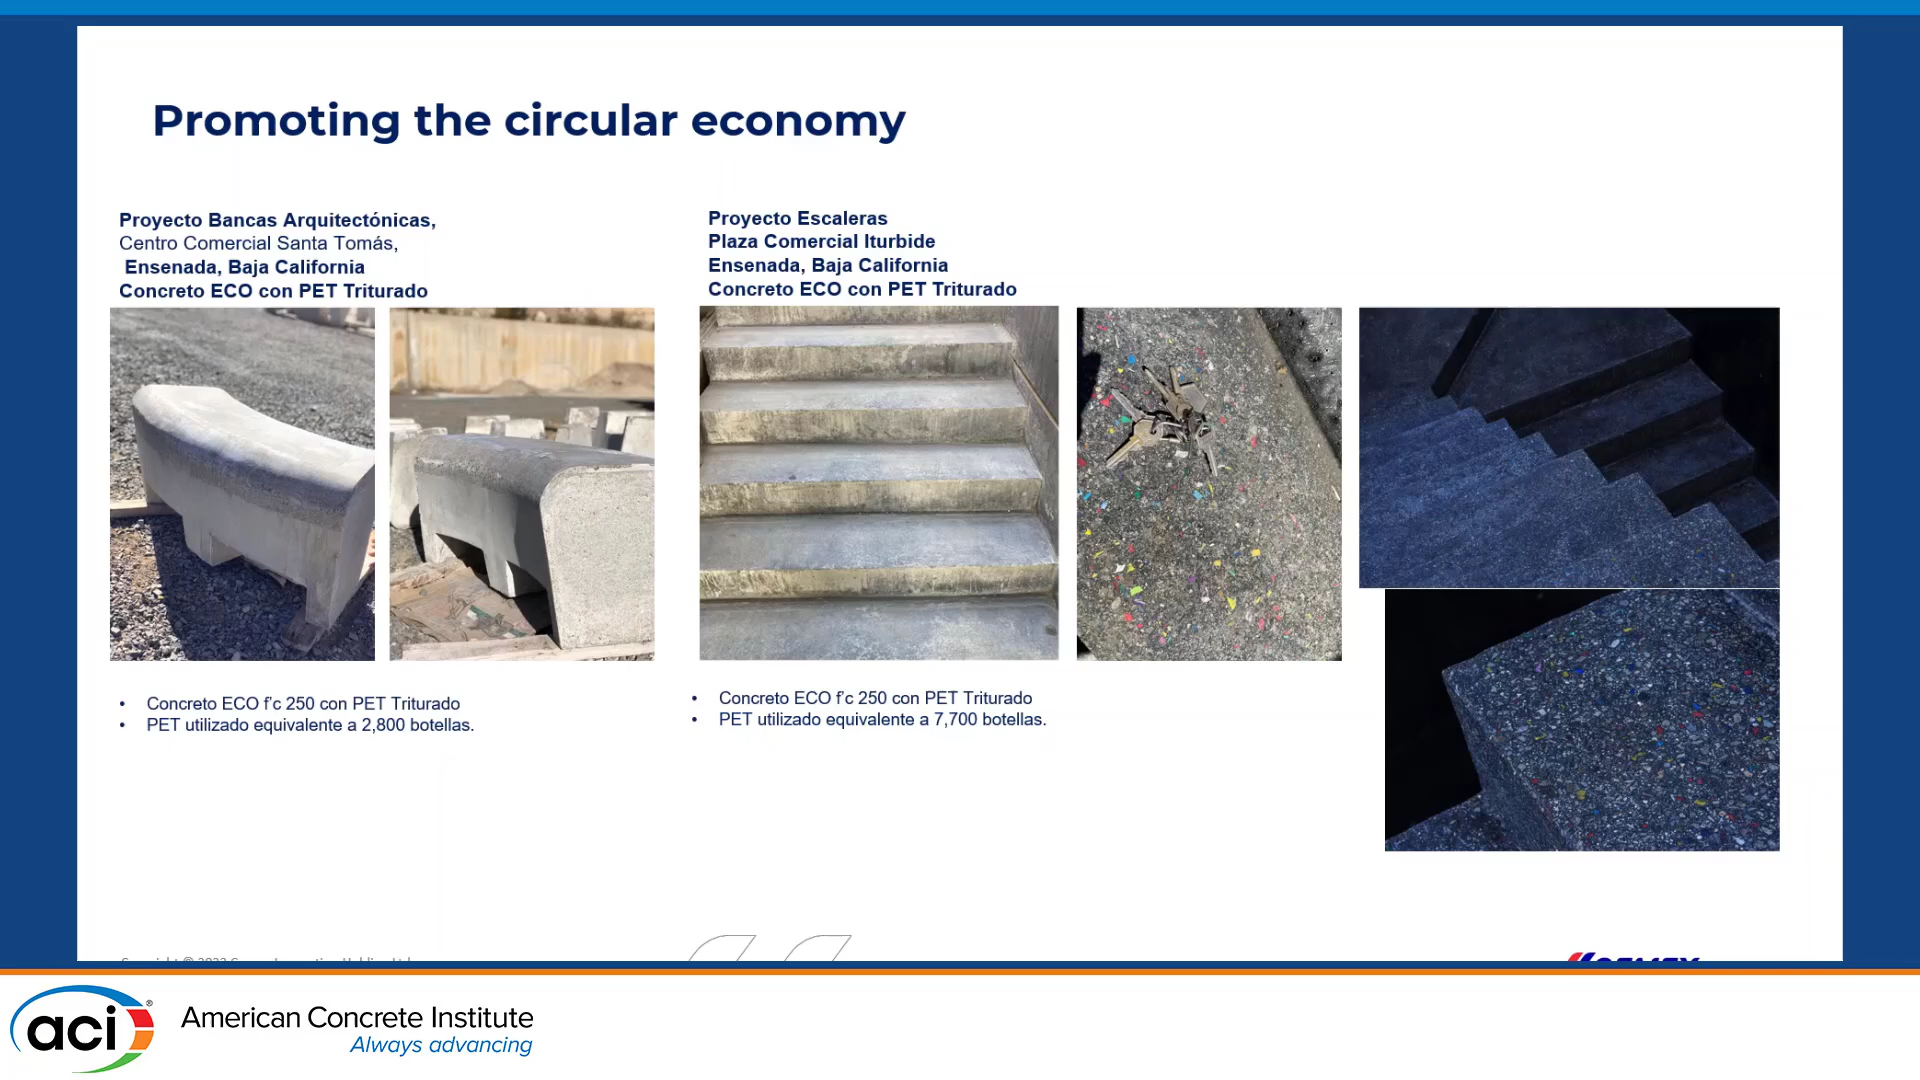 Promoting the circular economy
Proyecto Bancas Arquitectónicas,
Centro Comercial Santa Tomás,
Ensenada, Baja California
Concreto ECO con PET Triturado
• Concreto ECO f'c 250 con PET Triturado
• PET utilizado equivalente a 2,800 botellas.
Proyecto Escaleras
Plaza Comercial Iturbide
Ensenada, Baja California
Concreto ECO con PET Triturado
• Concreto ECO f'c 250 con PET Triturado
• PET utilizado equivalente a 7,700 botellas.
CEMEX
aci®
American Concrete Institute
Always advancing